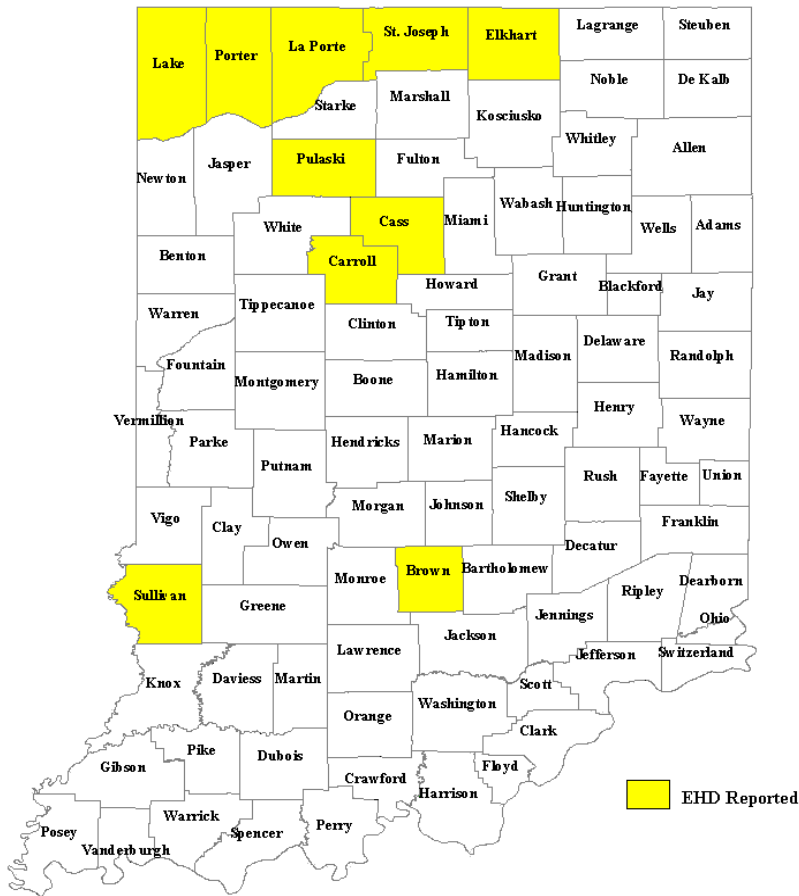 Lake Porter La Porte St. Joseph Elkhart Lagrange Steuben
Noble De Kalb
Starke Marshall Kosciusko
Whitley Allen
Newton Jasper Pulaski Fulton
White Cass Miami Wabash Huntington Wells Adams
Benton Carroll Howard Grant Blackford Jay
Warren Tippecanoe Clinton Tipton
Madison Delaware Randolph
Fountain Montgomery Boone Hamilton
Vermillion Parke Henry Wayne
Putnam Hendricks Marion Hancock
Rush Fayette Union
Vigo Clay Morgan Johnson Shelby
Franklin
Owen Decatur
Sullivan Greene Monroe Brown Bartholomew
Ripley Dearborn
Jennings Ohio
Lawrence Jackson
Jefferson Switzerland
Knox Daviess Martin
Scott
Orange Washington
Clark
Gibson Pike Dubois
Crawford Harrison Floyd
EHD Reported
Posey Vanderburgh Warrick Spencer Perry